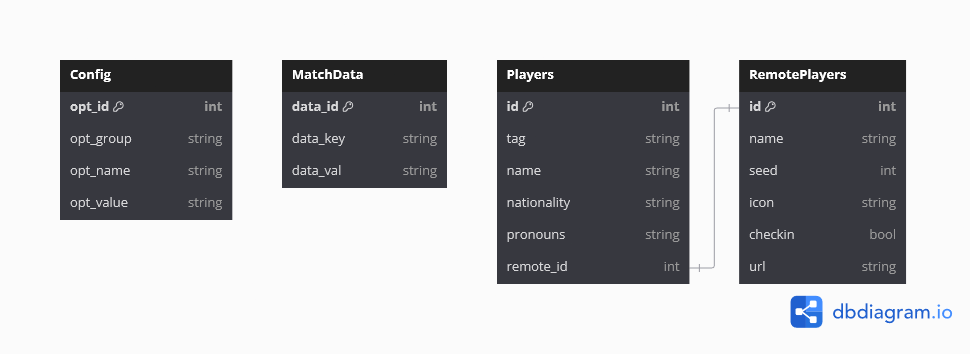 Config
opt_id int
opt_group string
opt_name string
opt_value string
MatchData
data_id int
data_key string
data_val string
Players
id int
tag string
name string
nationality string
pronouns string
remote_id int
RemotePlayers
id int
name string
seed int
icon string
checkin bool
url string
dbdiagram.io